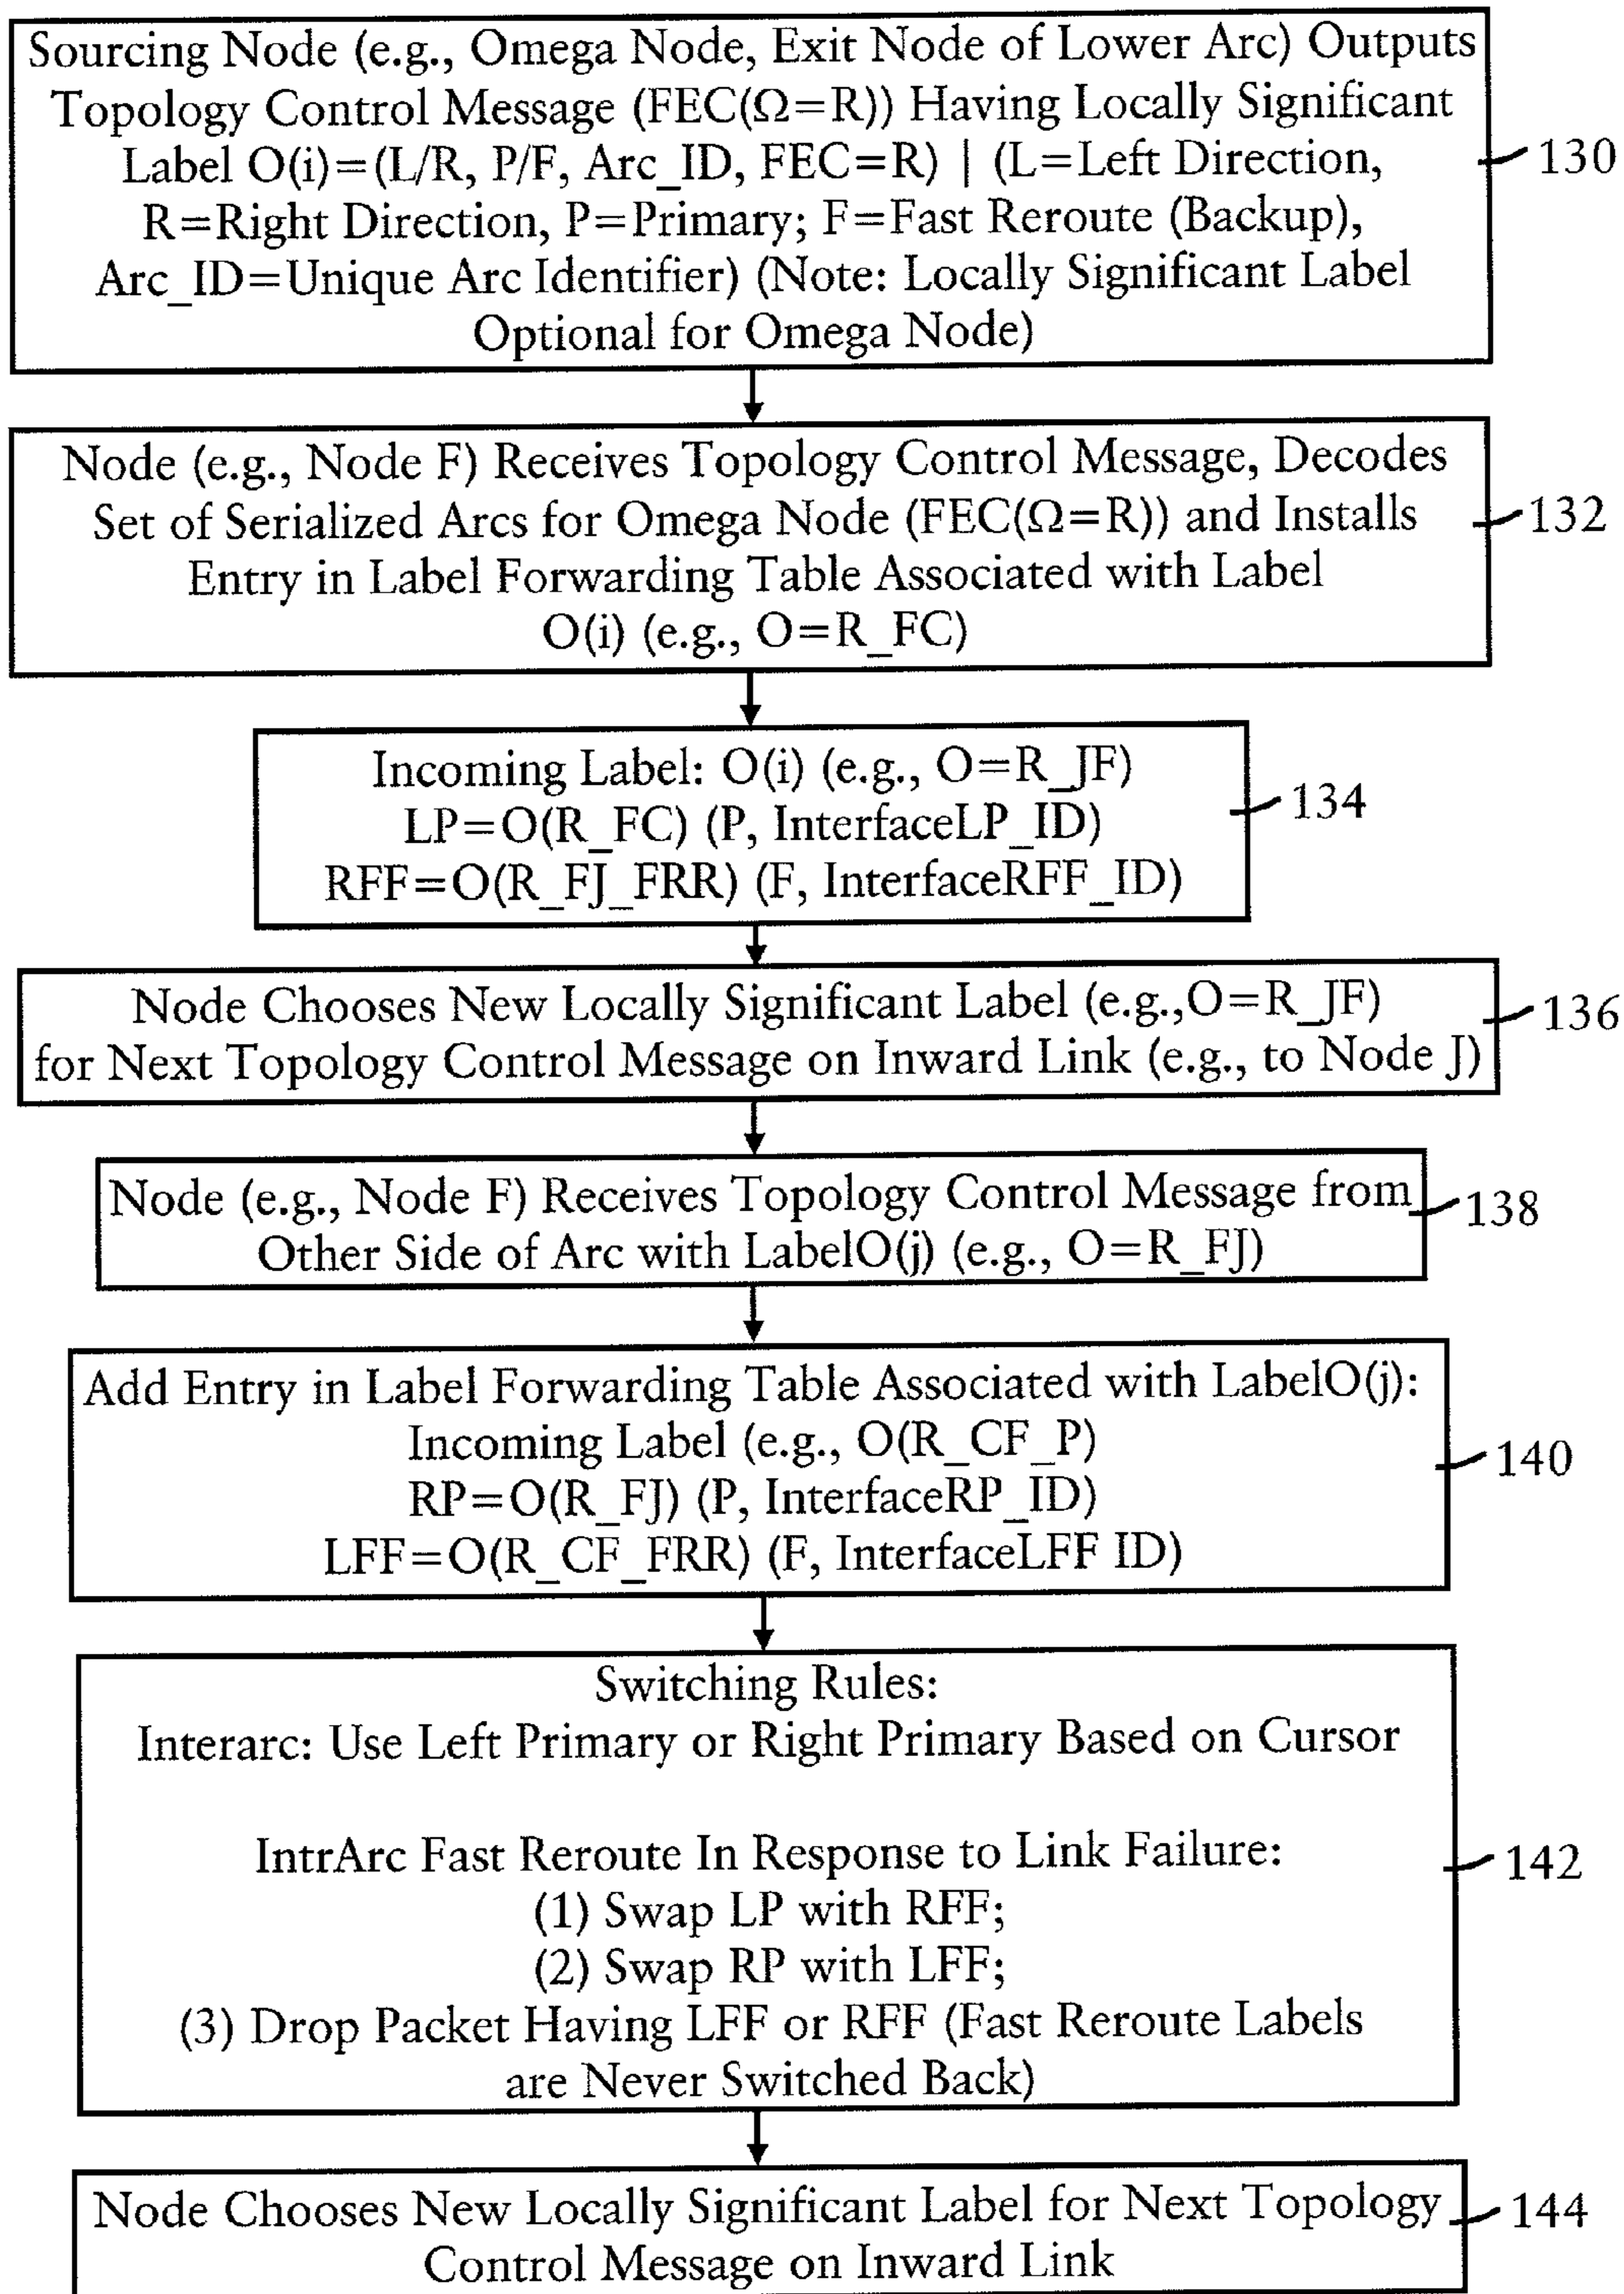 Sourcing Node (e.g., Omega Node, Exit Node of Lower Arc) Outputs
Topology Control Message (FEC(Ω=R)) Having Locally Significant
Label O(i)=(L/R, P/F, Arc_ID, FEC=R) | (L=Left Direction,
R=Right Direction, P=Primary; F=Fast Reroute (Backup),
Arc_ID=Unique Arc Identifier) (Note: Locally Significant Label
Optional for Omega Node)
130
Node (e.g., Node F) Receives Topology Control Message, Decodes
Set of Serialized Arcs for Omega Node (FEC(Ω=R)) and Installs
Entry in Label Forwarding Table Associated with Label
O(i) (e.g., O=R_FC)
132
Incoming Label: O(i) (e.g., O=R_JF)
LP=O(R_FC) (P, InterfaceLP_ID)
RFF=O(R_FJ_FRR) (F, InterfaceRFF_ID)
134
Node Chooses New Locally Significant Label (e.g.,O=R_JF)
for Next Topology Control Message on Inward Link (e.g., to Node J)
136
Node (e.g., Node F) Receives Topology Control Message from
Other Side of Arc with LabelO(j) (e.g., O=R_FJ)
138
Add Entry in Label Forwarding Table Associated with LabelO(j):
Incoming Label (e.g., O(R_CF_P)
RP=O(R_FJ) (P, InterfaceRP_ID)
LFF=O(R_CF_FRR) (F, InterfaceLFF ID)
140
Switching Rules:
Interarc: Use Left Primary or Right Primary Based on Cursor
IntrArc Fast Reroute In Response to Link Failure:
(1) Swap LP with RFF;
(2) Swap RP with LFF;
(3) Drop Packet Having LFF or RFF (Fast Reroute Labels
are Never Switched Back)
142
Node Chooses New Locally Significant Label for Next Topology
Control Message on Inward Link
144